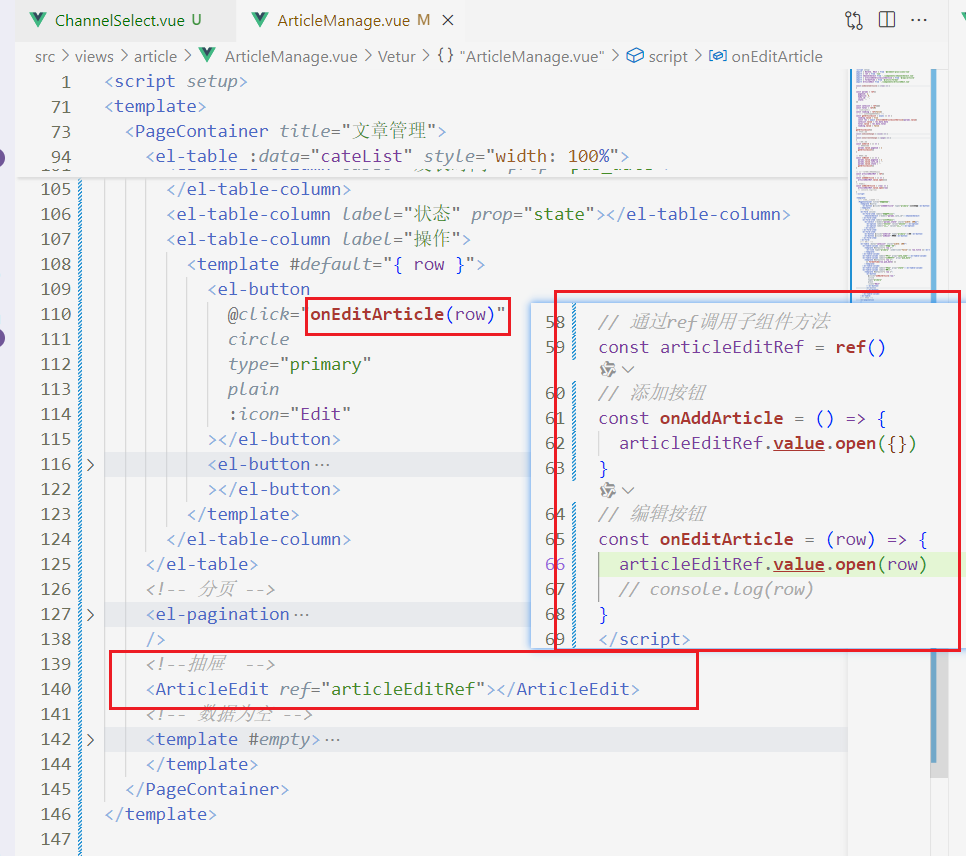 ChannelSelect.vue U
ArticleManage.vue M
src > views > article > ArticleManage.vue > Vetur > {} "ArticleManage.vue" > script > onEditArticle
1 <script setup>
71 <template>
73 <PageContainer title="文章管理">
94 <el-table :data="cateList" style="width: 100%">
105 </el-table-column>
106 <el-table-column label="状态" prop="state"></el-table-column>
107 <el-table-column label="操作">
108 <template #default="{ row }">
109 <el-button
110 @click="onEditArticle(row)"
111 circle
112 type="primary"
113 plain
114 :icon="Edit"
115 ></el-button>
116 <el-button…
122 ></el-button>
123 </template>
124 </el-table-column>
125 </el-table>
126 <!-- 分页 -->
127 <el-pagination…
138 />
139 <!--抽屉 -->
140 <ArticleEdit ref="articleEditRef"></ArticleEdit>
141 <!-- 数据为空 -->
142 <template #empty>…
144 </template>
145 </PageContainer>
146 </template>
147
58 // 通过ref调用子组件方法
59 const articleEditRef = ref()
60 // 添加按钮
61 const onAddArticle = () => {
62 articleEditRef.value.open({})
63 }
64 // 编辑按钮
65 const onEditArticle = (row) => {
66 articleEditRef.value.open(row)
67 // console.log(row)
68 }
69 </script>